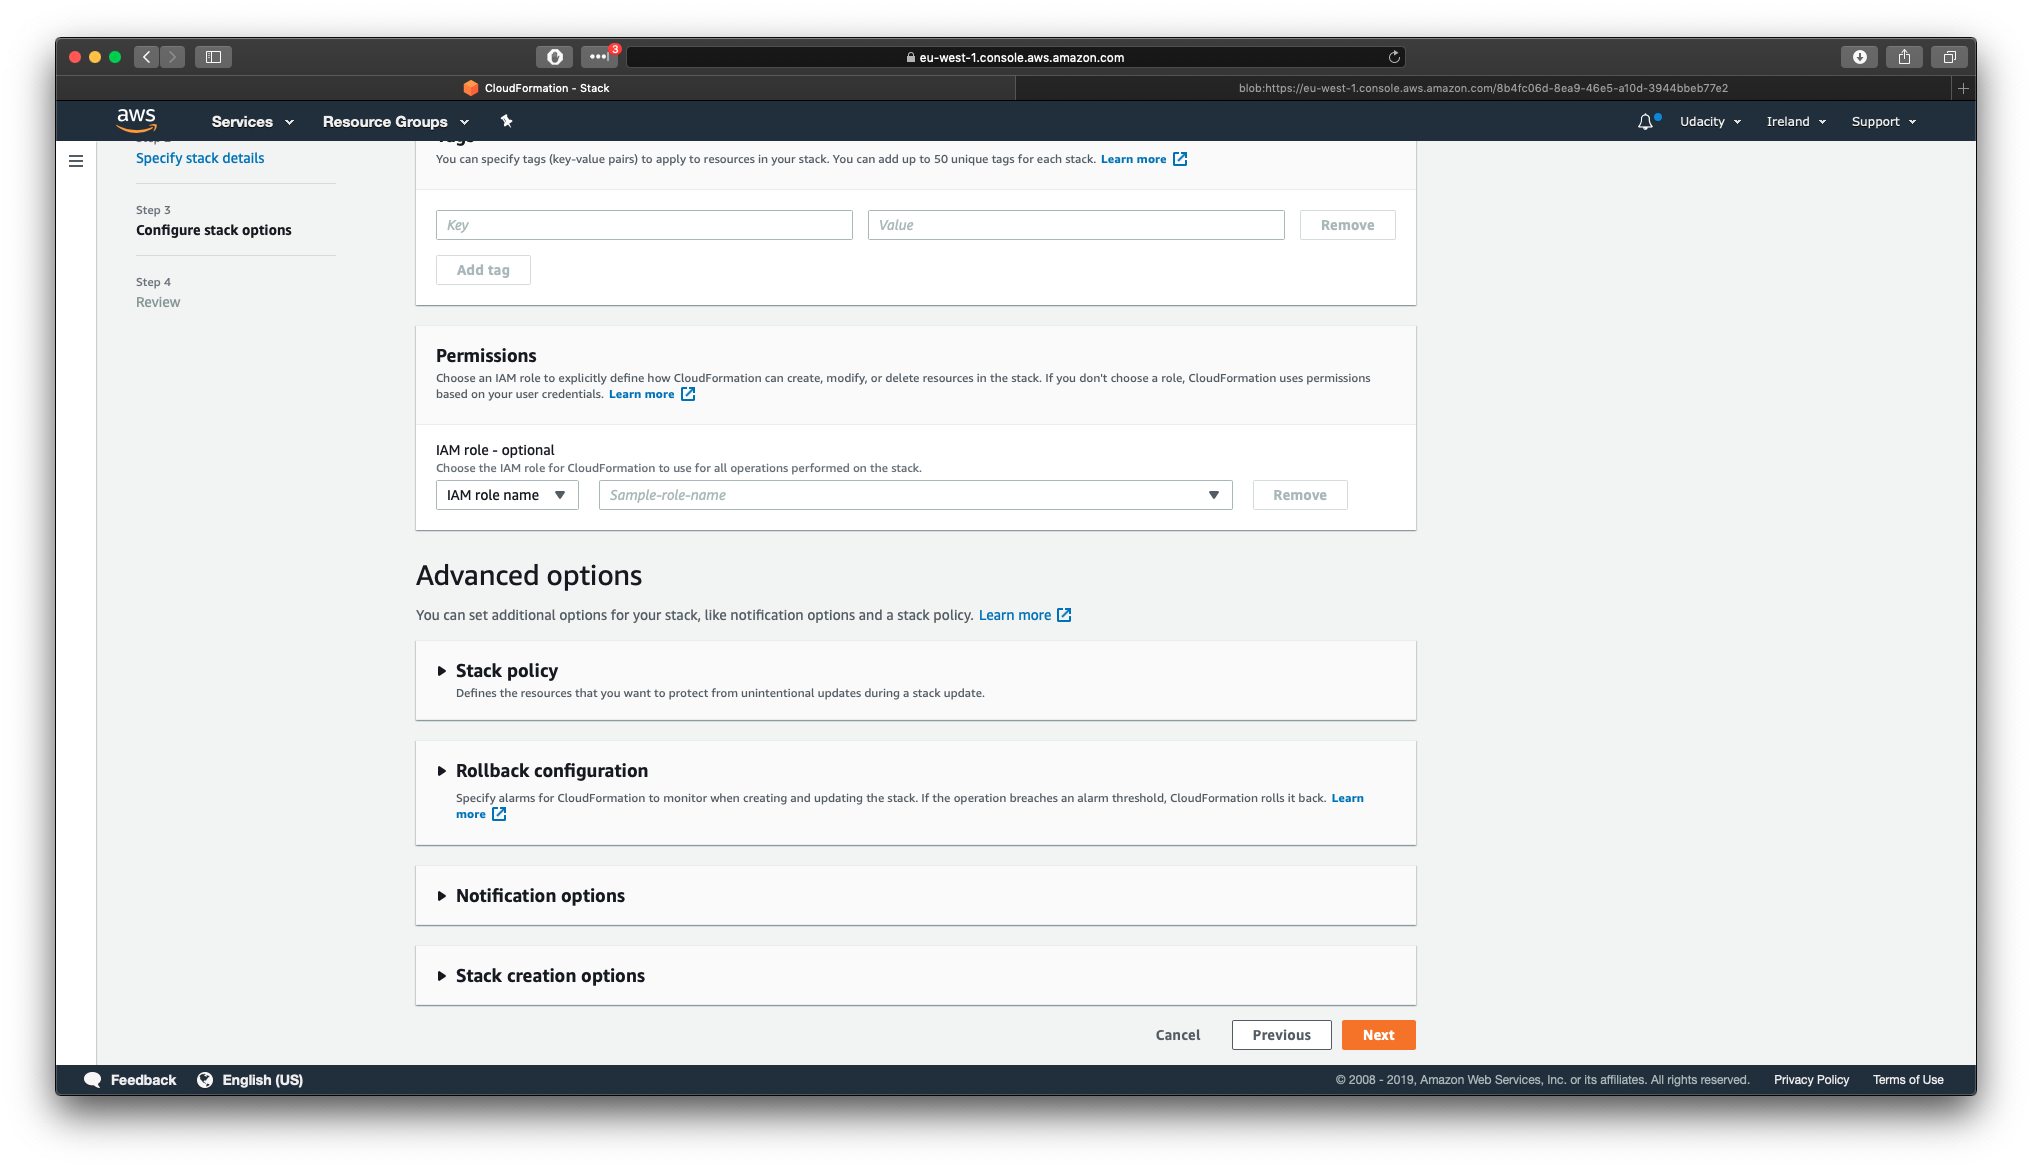 3
eu-west-1.console.aws.amazon.com
CloudFormation - Stack
blob:https://eu-west-1.console.aws.amazon.com/8b4fc06d-8ea9-46e5-a10d-3944bbeb77e2
aws
Services
Resource Groups
Udacity
Ireland
Support
Specify stack details
Step 3
Configure stack options
Step 4
Review
Tags
You can specify tags (key-value pairs) to apply to resources in your stack. You can add up to 50 unique tags for each stack. Learn more
Key
Value
Remove
Add tag
Permissions
Choose an IAM role to explicitly define how CloudFormation can create, modify, or delete resources in the stack. If you don't choose a role, CloudFormation uses permissions
based on your user credentials. Learn more
IAM role - optional
Choose the IAM role for CloudFormation to use for all operations performed on the stack.
IAM role name
Sample-role-name
Remove
Advanced options
You can set additional options for your stack, like notification options and a stack policy. Learn more
Stack policy
Defines the resources that you want to protect from unintentional updates during a stack update.
Rollback configuration
Specify alarms for CloudFormation to monitor when creating and updating the stack. If the operation breaches an alarm threshold, CloudFormation rolls it back. Learn
more
Notification options
Stack creation options
Cancel
Previous
Next
Feedback
English (US)
© 2008 - 2019, Amazon Web Services, Inc. or its affiliates. All rights reserved.
Privacy Policy
Terms of Use